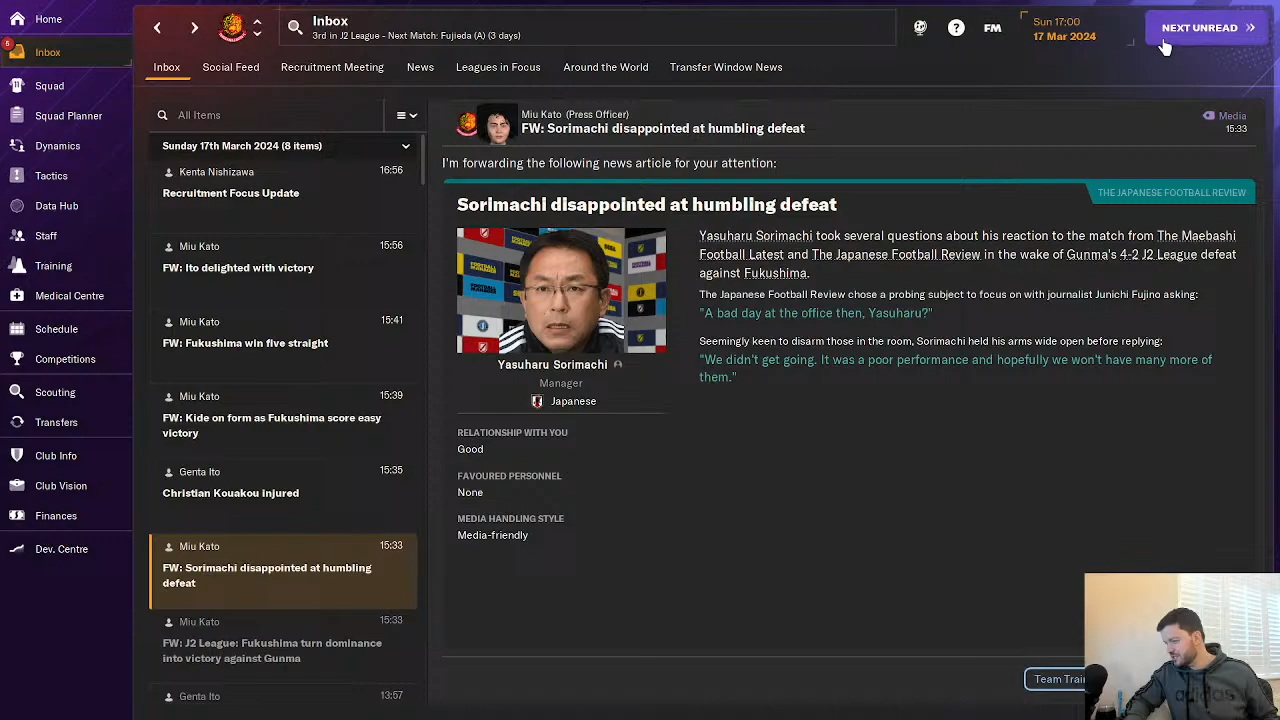 Home
Inbox
3rd in J2 League - Next Match: Fujieda (A) (3 days)
?
FM
Sun 17:00
17 Mar 2024
NEXT UNREAD
6
Inbox
Squad
Squad Planner
Dynamics
Tactics
Data Hub
Staff
Training
Medical Centre
Schedule
Competitions
Scouting
Transfers
Club Info
Club Vision
Finances
Dev. Centre
Inbox
Social Feed
Recruitment Meeting
News
Leagues in Focus
Around the World
Transfer Window News
All Items
Sunday 17th March 2024 (8 items)
Kenta Nishizawa 16:56
Recruitment Focus Update
Miu Kato 15:56
FW: Ito delighted with victory
Miu Kato 15:41
FW: Fukushima win five straight
Miu Kato 15:39
FW: Kide on form as Fukushima score easy
victory
Genta Ito 15:35
Christian Kouakou injured
Miu Kato 15:33
FW: Sorimachi disappointed at humbling
defeat
Miu Kato 15:33
FW: J2 League: Fukushima turn dominance
into victory against Gunma
Genta Ito 13:57
Miu Kato (Press Officer)
FW: Sorimachi disappointed at humbling defeat
Media
15:33
I'm forwarding the following news article for your attention:
THE JAPANESE FOOTBALL REVIEW
Sorimachi disappointed at humbling defeat
Yasuharu Sorimachi
Manager
Japanese
RELATIONSHIP WITH YOU
Good
FAVOURED PERSONNEL
None
MEDIA HANDLING STYLE
Media-friendly
Yasuharu Sorimachi took several questions about his reaction to the match from The Maebashi
Football Latest and The Japanese Football Review in the wake of Gunma's 4-2 J2 League defeat
against Fukushima.
The Japanese Football Review chose a probing subject to focus on with journalist Junichi Fujino asking:
"A bad day at the office then, Yasuharu?"
Seemingly keen to disarm those in the room, Sorimachi held his arms wide open before replying:
"We didn't get going. It was a poor performance and hopefully we won't have many more of
them."
Team Trai
adidas